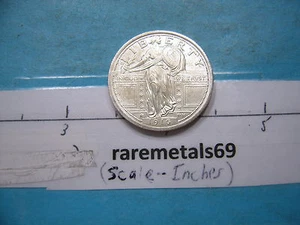 LIBERTY
3
5
raremetals69
(Scale -- Inches)